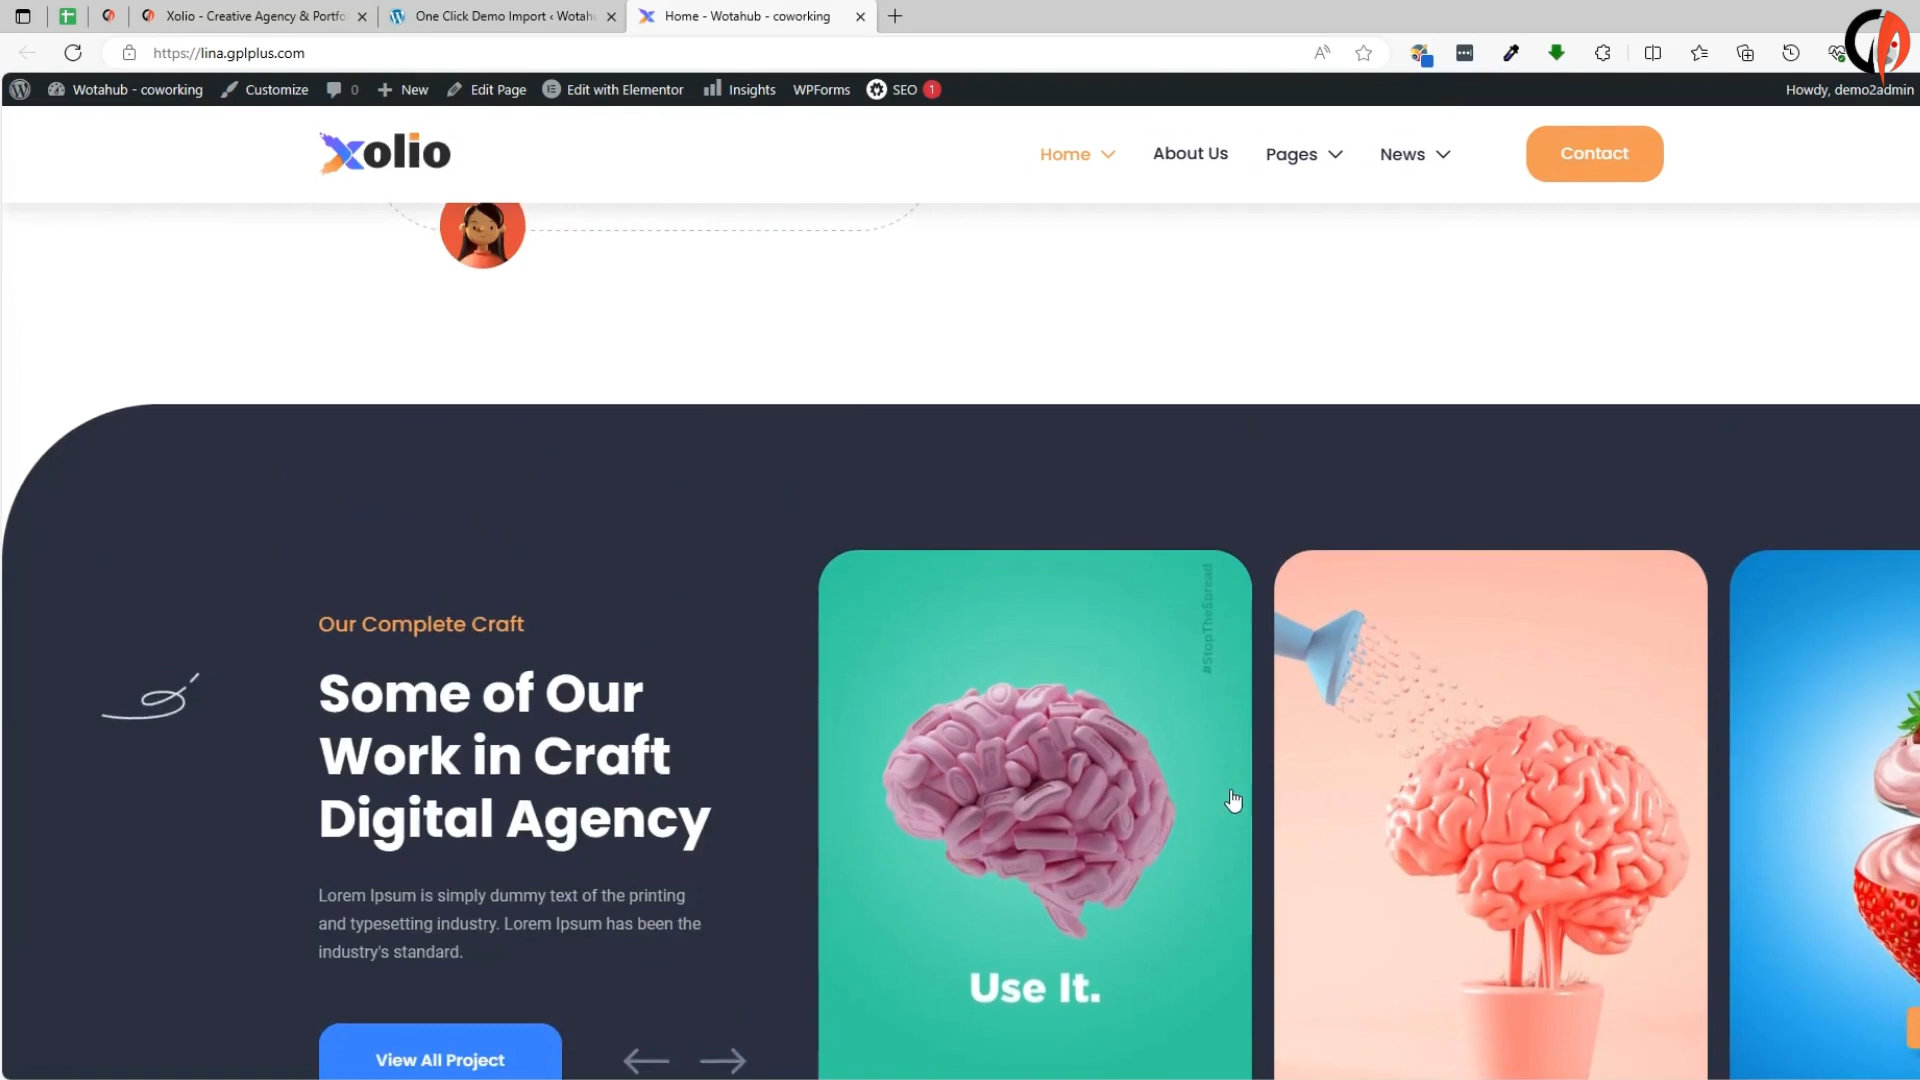 Xolio - Creative Agency & Portfo
One Click Demo Import ‹ Wotah
Home - Wotahub - coworking
https://lina.gplplus.com
Wotahub - coworking
Customize
0
New
Edit Page
Edit with Elementor
Insights
WPForms
SEO
1
Howdy, demo2admin
xolio
Home
About Us
Pages
News
Contact
Our Complete Craft
Some of Our
Work in Craft
Digital Agency
Lorem Ipsum is simply dummy text of the printing
and typesetting industry. Lorem Ipsum has been the
industry's standard.
View All Project
#StopTheSpread
Use It.